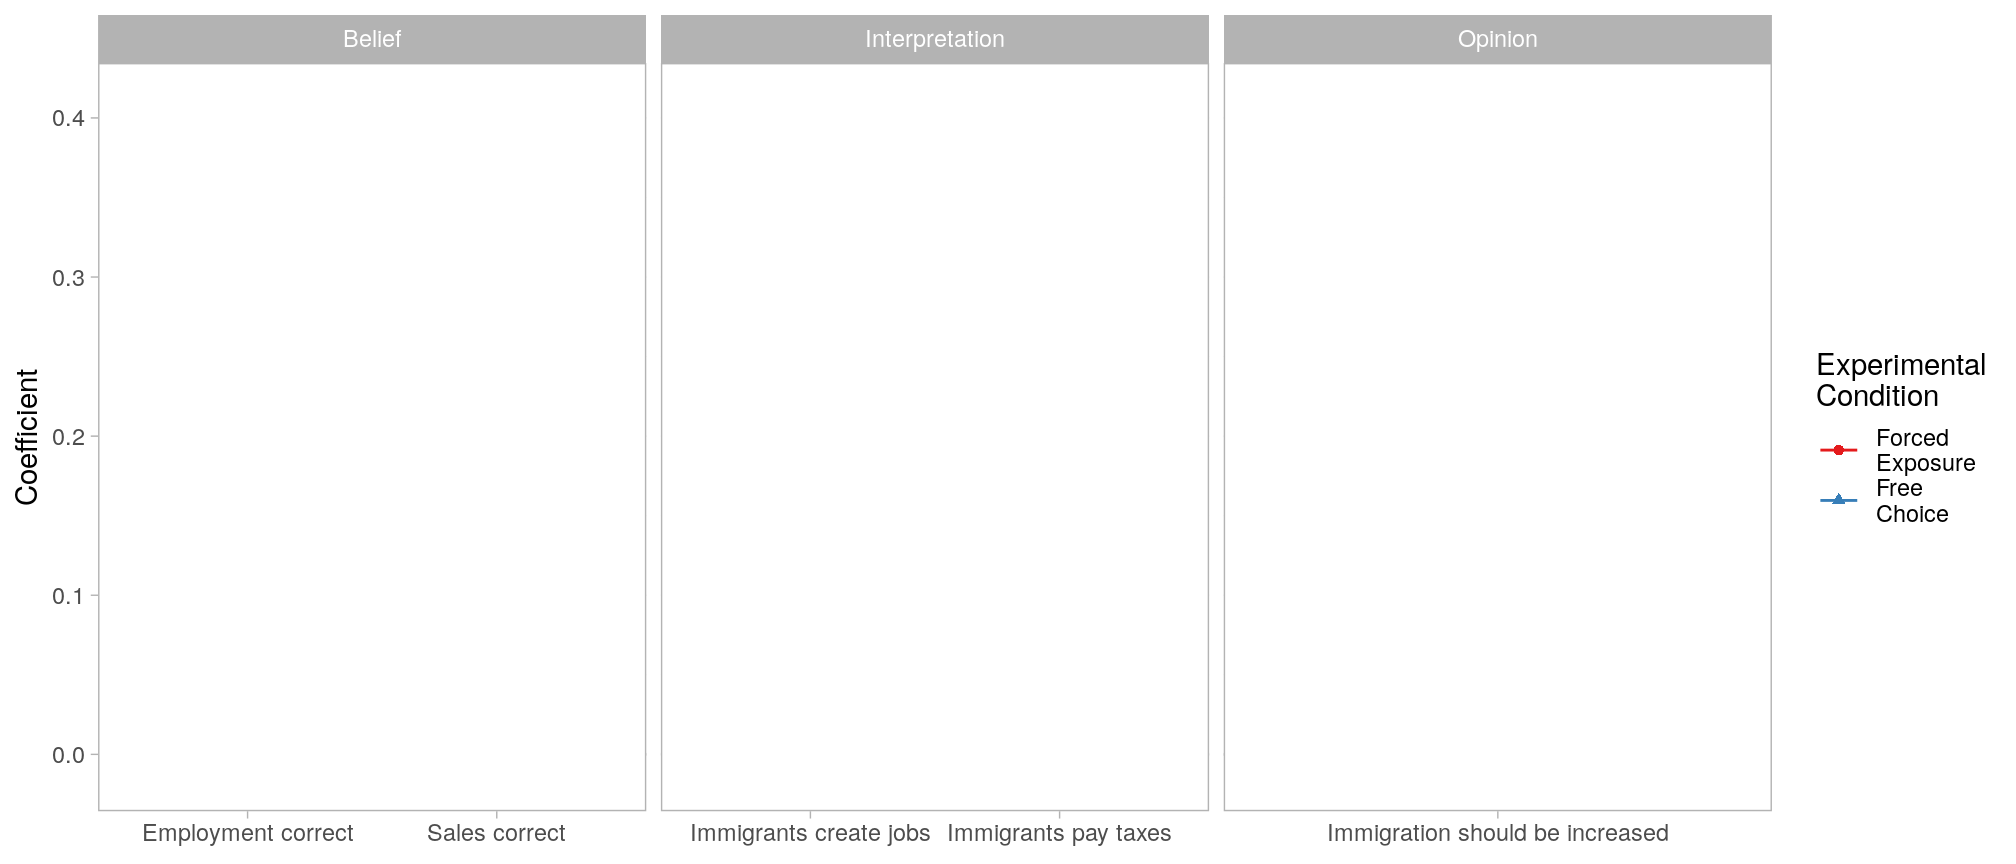 Belief
Interpretation
Opinion
0.4
0.3
0.2
0.1
0.0
Coefficient
Employment correct
Sales correct
Immigrants create jobs
Immigrants pay taxes
Immigration should be increased
Experimental
Condition
Forced
Exposure
Free
Choice